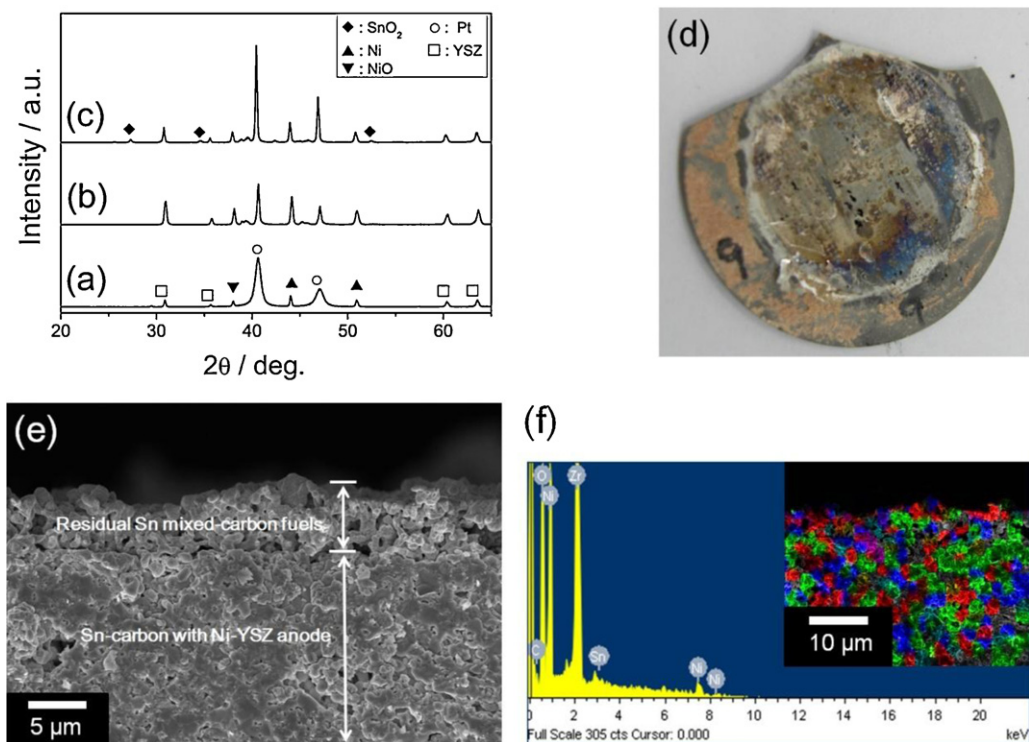 (c)
(b)
(a)
Intensity / a.u.
◆ : SnO₂ ○ : Pt
▲ : Ni □ : YSZ
▼ : NiO
20 30 40 50 60
2θ / deg.
(d)
(e)
Residual Sn mixed-carbon fuels
Sn-carbon with Ni-YSZ anode
5 μm
(f)
O Zr
Ni
C Sn Ni Ni
10 μm
0 2 4 6 8 10 12 14 16 18 20
Full Scale 305 cts Cursor: 0.000 keV